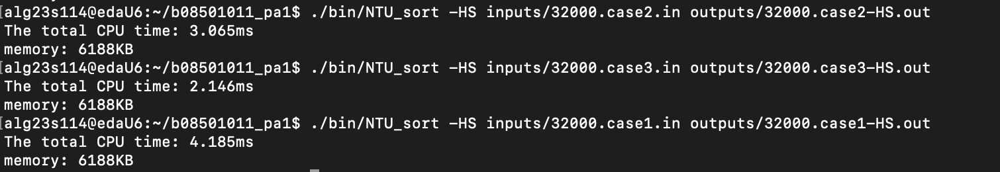 [alg23s114@edaU6:~/b08501011_pa1$ ./bin/NTU_sort -HS inputs/32000.case2.in outputs/32000.case2-HS.out
The total CPU time: 3.065ms
memory: 6188KB
[alg23s114@edaU6:~/b08501011_pa1$ ./bin/NTU_sort -HS inputs/32000.case3.in outputs/32000.case3-HS.out
The total CPU time: 2.146ms
memory: 6188KB
[alg23s114@edaU6:~/b08501011_pa1$ ./bin/NTU_sort -HS inputs/32000.case1.in outputs/32000.case1-HS.out
The total CPU time: 4.185ms
memory: 6188KB